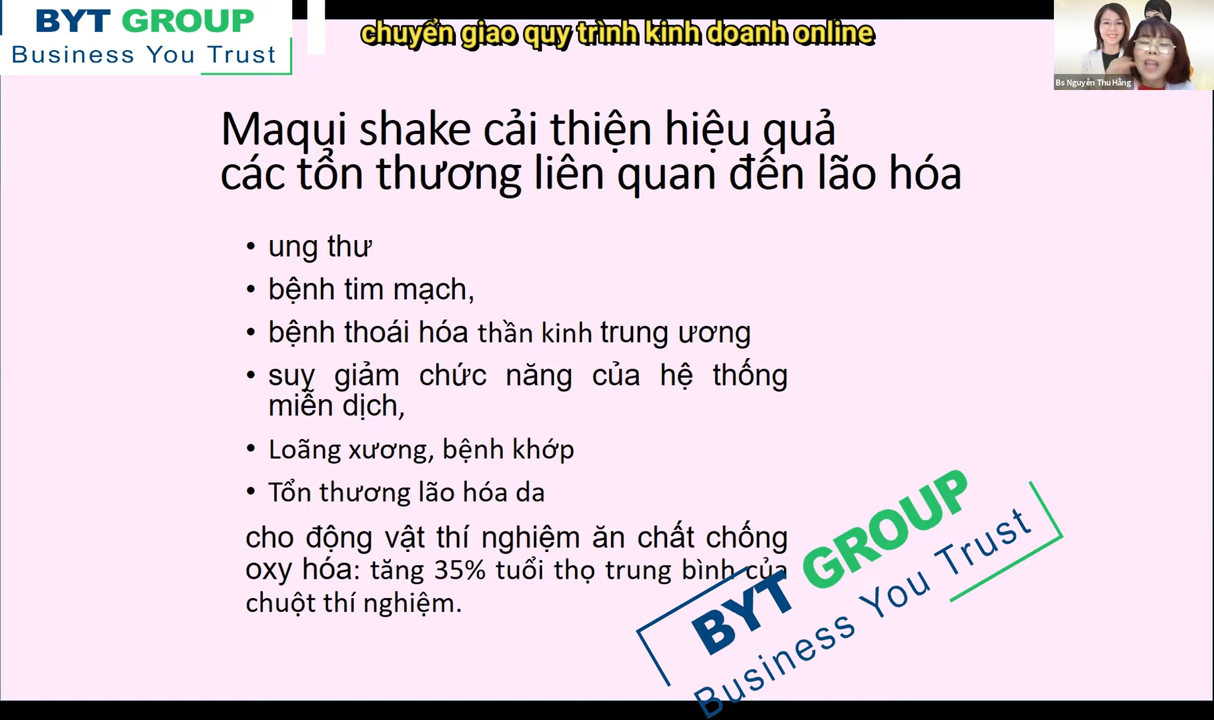 BYT GROUP
Business You Trust
chuyển giao quy trình kinh doanh online
Bs Nguyễn Thu Hằng
Maqui shake cải thiện hiệu quả
các tổn thương liên quan đến lão hóa
• ung thư
• bệnh tim mạch,
• bệnh thoái hóa thần kinh trung ương
• suy giảm chức năng của hệ thống
miễn dịch,
• Loãng xương, bệnh khớp
• Tổn thương lão hóa da
cho động vật thí nghiệm ăn chất chống
oxy hóa: tăng 35% tuổi thọ trung bình của
chuột thí nghiệm.
BYT GROUP
Business You Trust